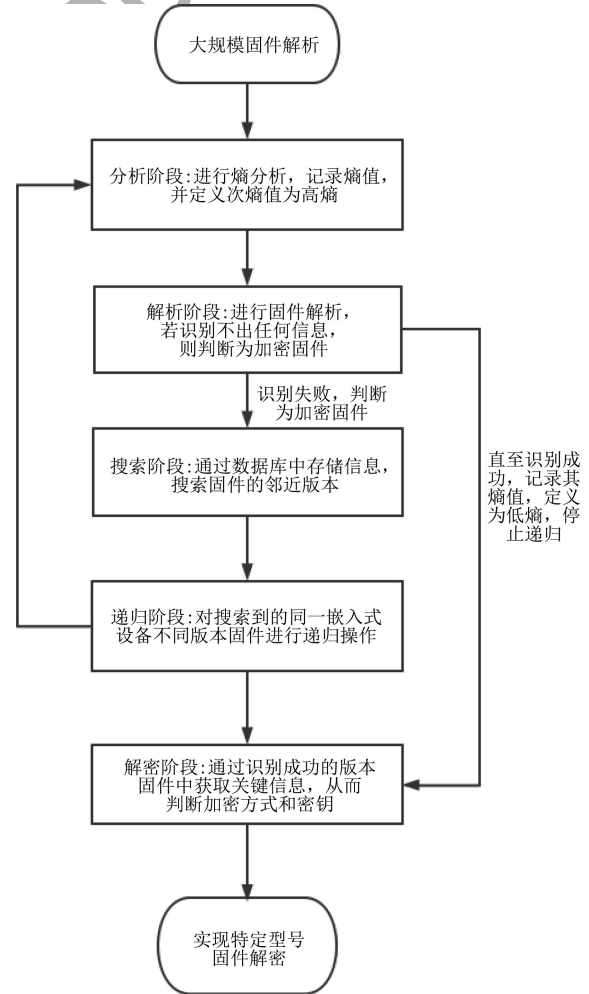 大规模固件解析
分析阶段:进行熵分析，记录熵值，
并定义次熵值为高熵
解析阶段:进行固件解析，
若识别不出任何信息，
则判断为加密固件
识别失败，判断
为加密固件
搜索阶段:通过数据库中存储信息，
搜索固件的邻近版本
直至识别成
功，记录其
熵值，定义
为低熵，停
止递归
递归阶段:对搜索到的同一嵌入式
设备不同版本固件进行递归操作
解密阶段:通过识别成功的版本
固件中获取关键信息，从而
判断加密方式和密钥
实现特定型号
固件解密